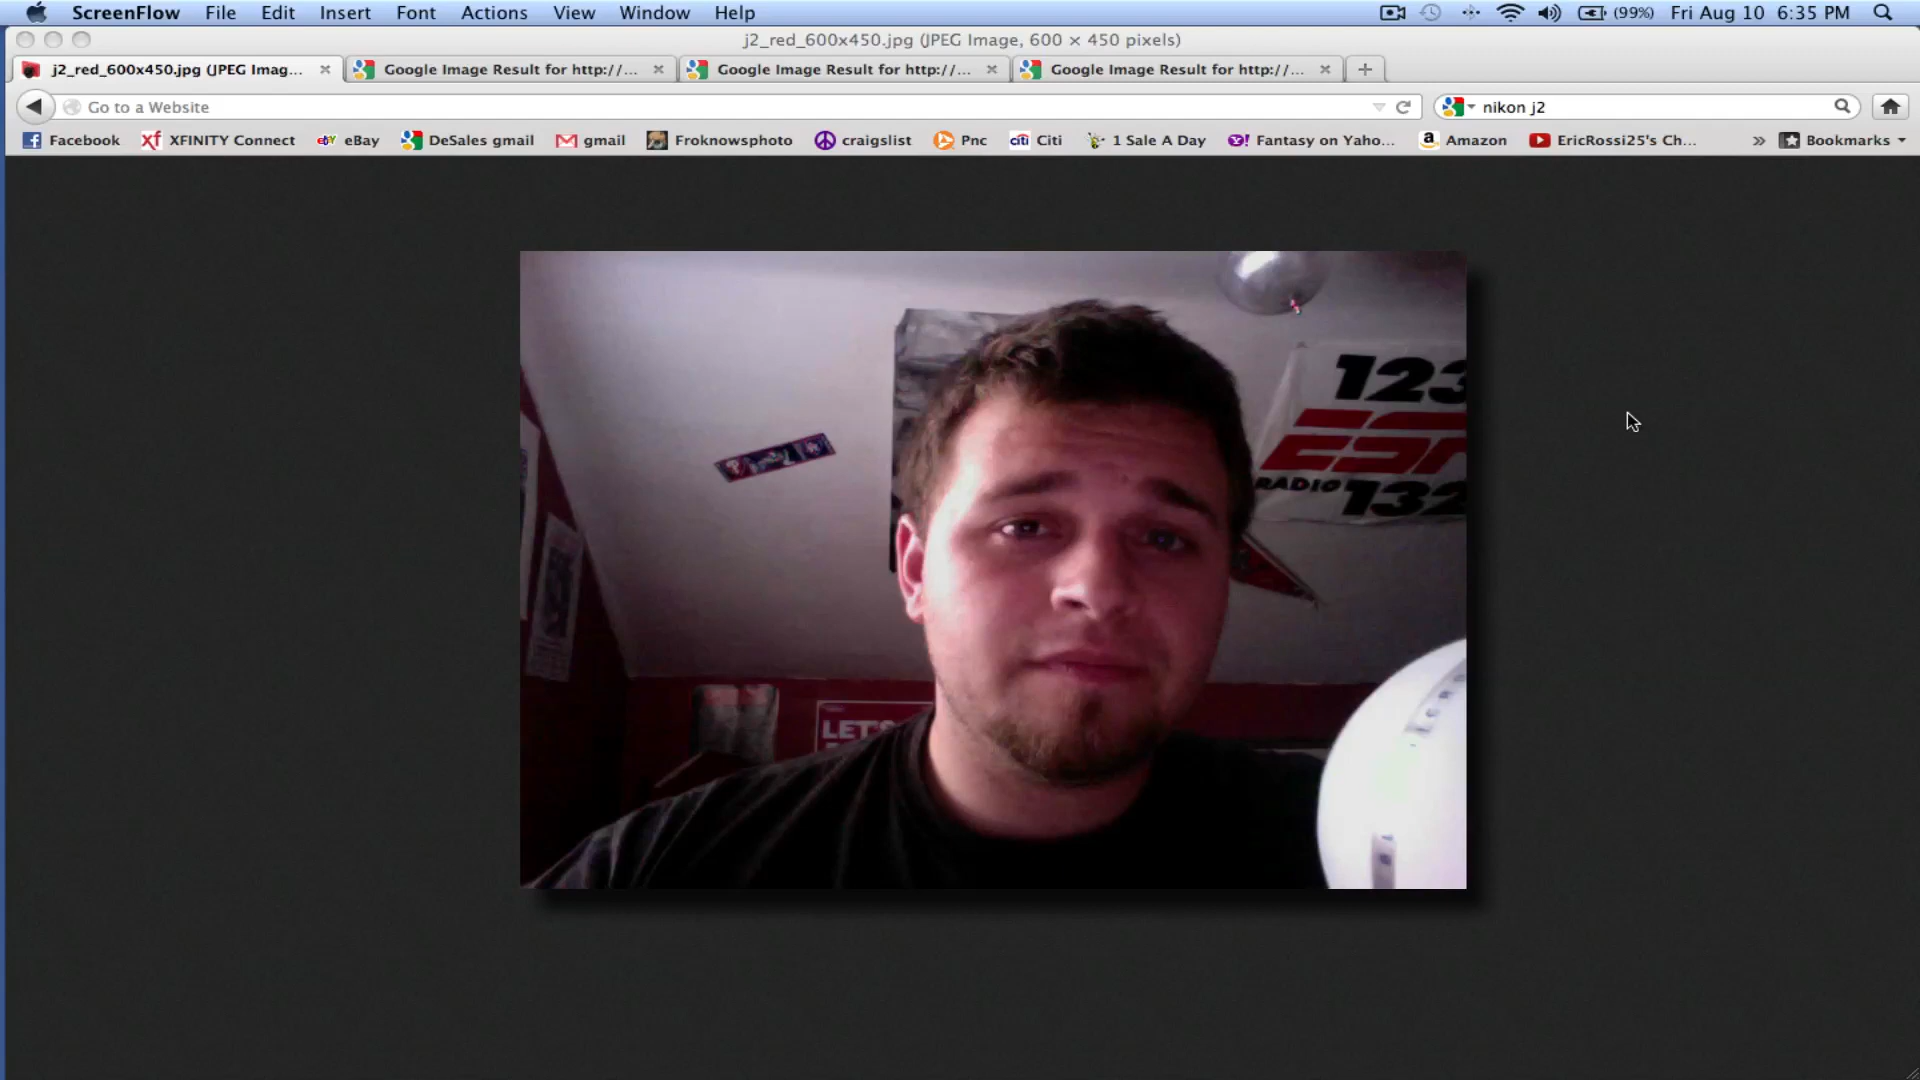 ScreenFlow File Edit Insert Font Actions View Window Help (99%) Fri Aug 10 6:35 PM
j2_red_600x450.jpg (JPEG Image, 600 × 450 pixels)
j2_red_600x450.jpg (JPEG Imag... Google Image Result for http://... Google Image Result for http://... Google Image Result for http://...
Go to a Website nikon j2
Facebook XFINITY Connect eBay DeSales gmail gmail Froknowsphoto craigslist Pnc citi Citi 1 Sale A Day Fantasy on Yaho... Amazon EricRossi25's Ch... » Bookmarks
123
ESP
RADIO 132
LET'S